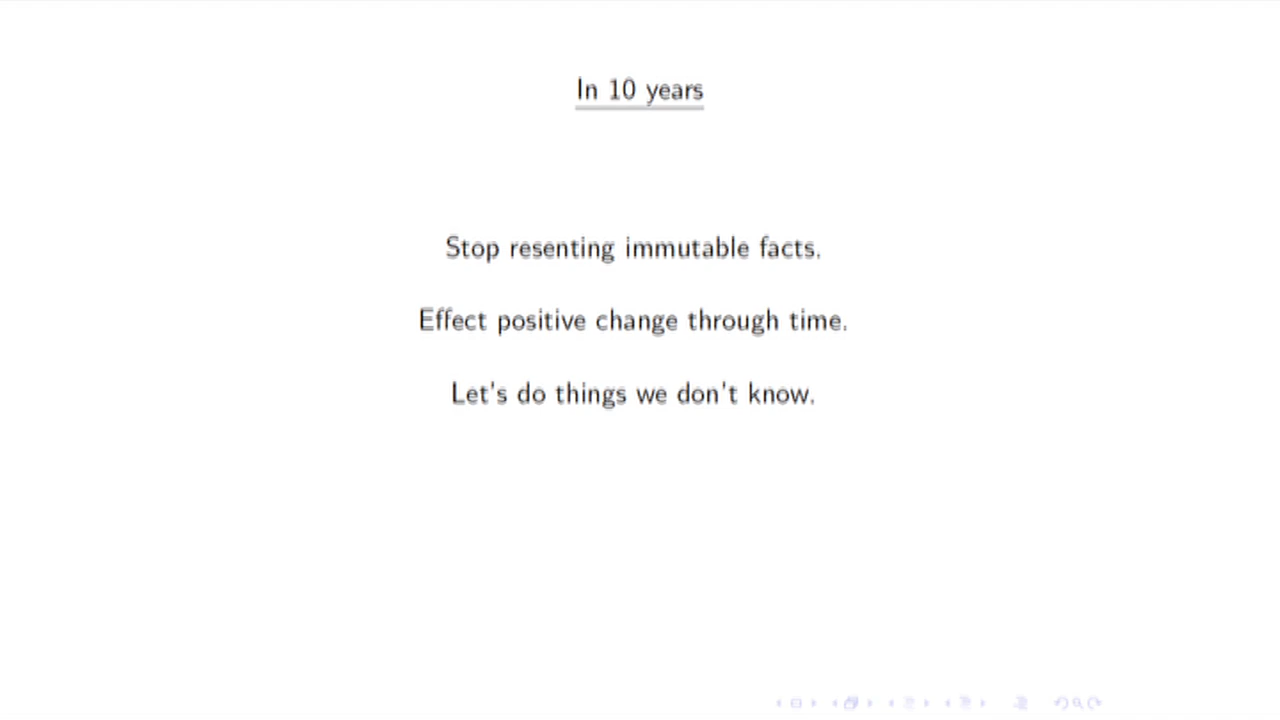 In 10 years
Stop resenting immutable facts.
Effect positive change through time.
Let's do things we don't know.